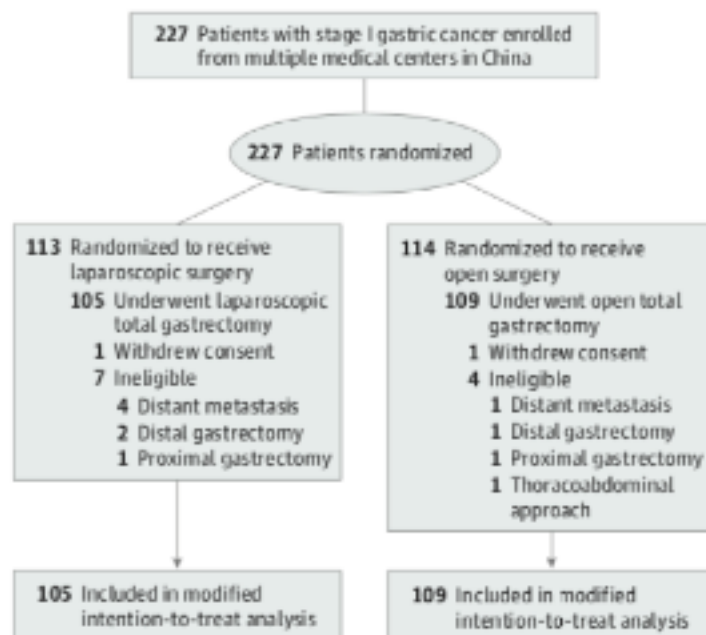 227 Patients with stage I gastric cancer enrolled
from multiple medical centers in China
227 Patients randomized
113 Randomized to receive
laparoscopic surgery
105 Underwent laparoscopic
total gastrectomy
1 Withdrew consent
7 Ineligible
4 Distant metastasis
2 Distal gastrectomy
1 Proximal gastrectomy
114 Randomized to receive
open surgery
109 Underwent open total
gastrectomy
1 Withdrew consent
4 Ineligible
1 Distant metastasis
1 Distal gastrectomy
1 Proximal gastrectomy
1 Thoracoabdominal
approach
105 Included in modified
intention-to-treat analysis
109 Included in modified
intention-to-treat analysis